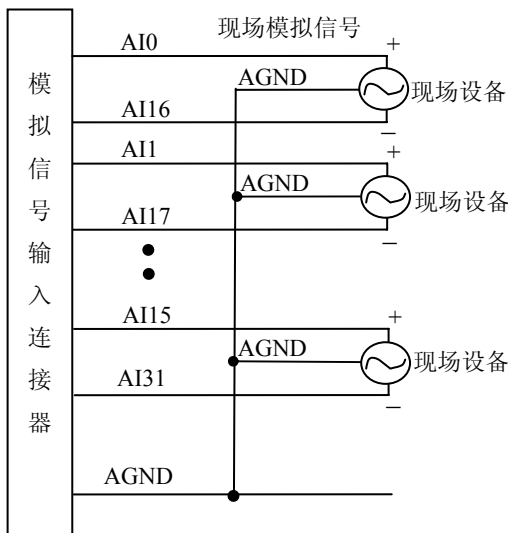 现场模拟信号
模拟信号输入连接器
AI0
+
AGND
现场设备
AI16
−
AI1
+
AGND
现场设备
AI17
−
AI15
+
AGND
现场设备
AI31
−
AGND